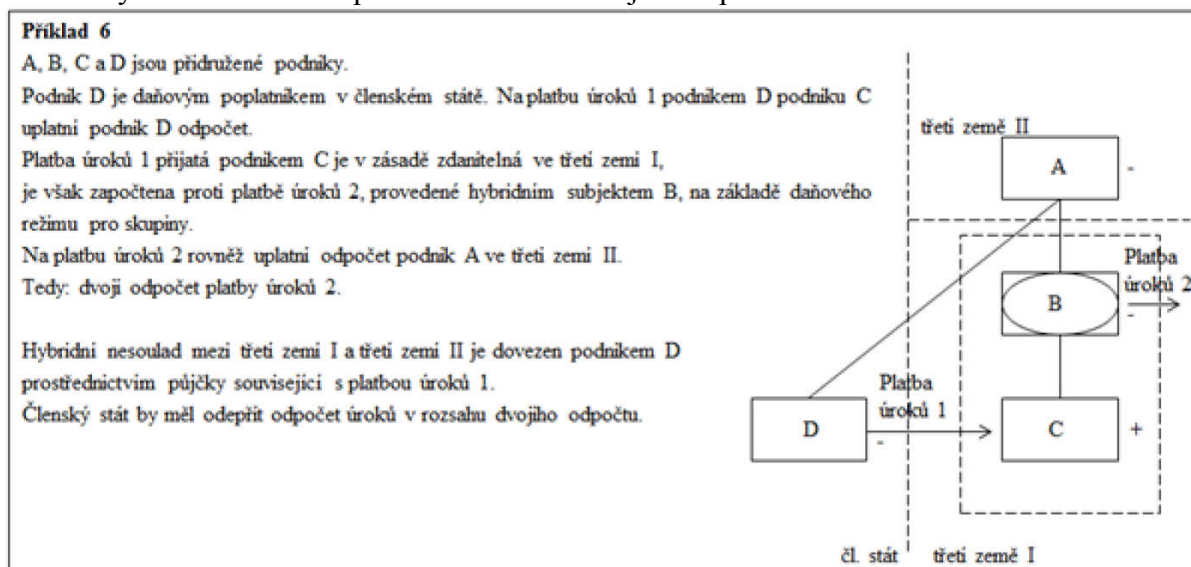 Příklad 6
A, B, C a D jsou přidružené podniky.
Podnik D je daňovým poplatníkem v členském státě. Na platbu úroků 1 podnikem D podniku C
uplatní podnik D odpočet.
Platba úroků 1 přijatá podnikem C je v zásadě zdanitelná ve třetí zemi I,
je však započtena proti platbě úroků 2, provedené hybridním subjektem B, na základě daňového
režimu pro skupiny.
Na platbu úroků 2 rovněž uplatní odpočet podnik A ve třetí zemi II.
Tedy: dvojí odpočet platby úroků 2.
Hybridní nesoulad mezi třetí zemí I a třetí zemí II je dovezen podnikem D
prostřednictvím půjčky související s platbou úroků 1.
Členský stát by měl odepřít odpočet úroků v rozsahu dvojího odpočtu.
třetí země II
A
-
Platba
úroků 2
B
-
Platba
úroků 1
D
-
C
+
čl. stát
třetí země I